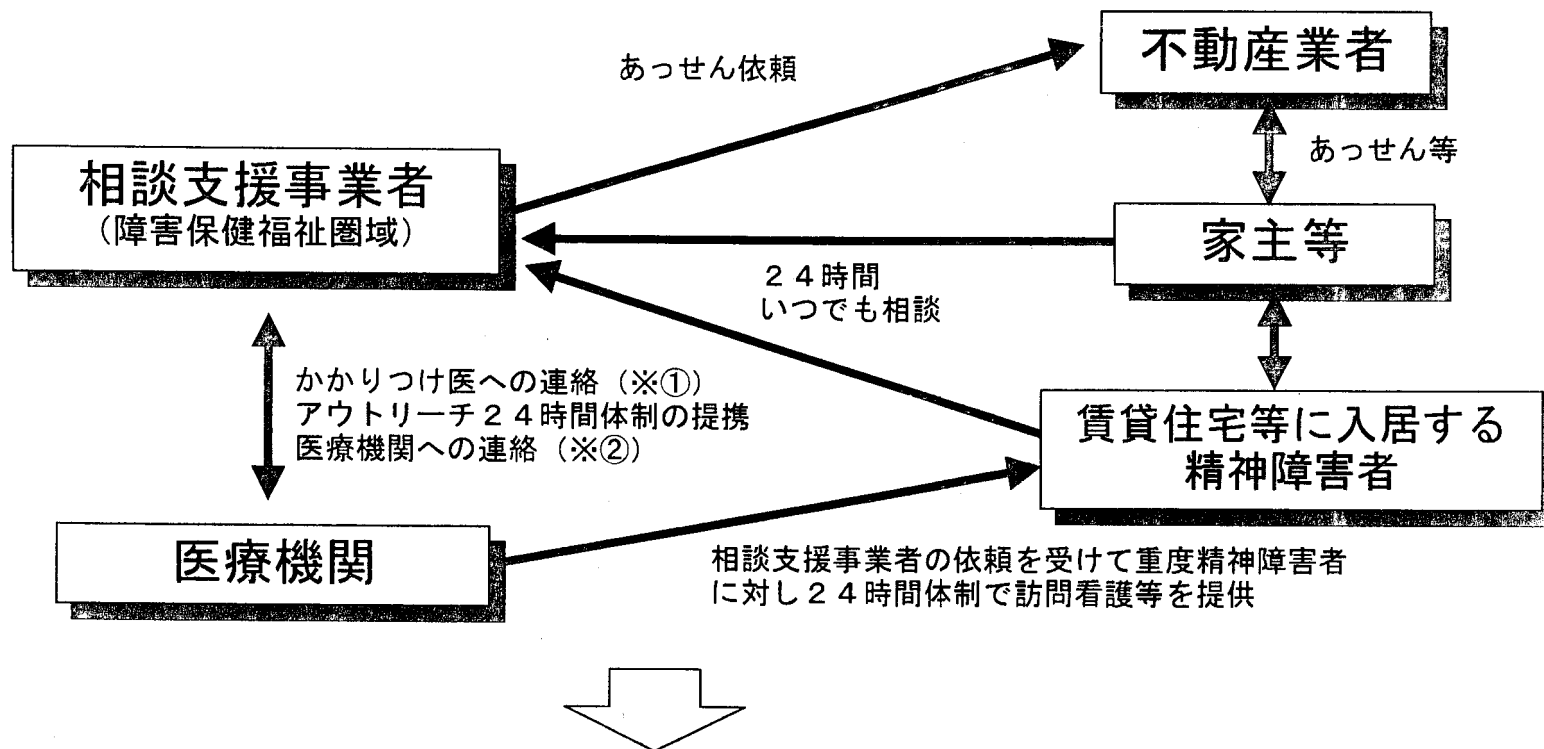 不動産業者
あっせん依頼
あっせん等
相談支援事業者
（障害保健福祉圏域）
家主等
２４時間
いつでも相談
かかりつけ医への連絡（※①）
アウトリーチ２４時間体制の提携
医療機関への連絡（※②）
賃貸住宅等に入居する
精神障害者
医療機関
相談支援事業者の依頼を受けて重度精神障害者
に対し２４時間体制で訪問看護等を提供